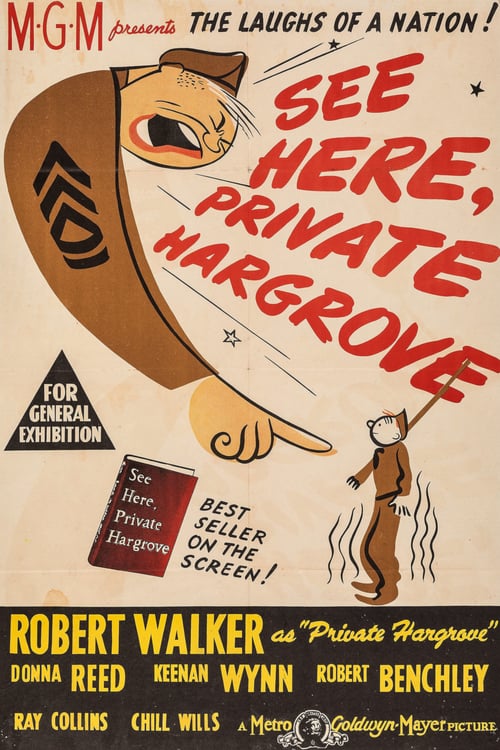 M·G·M presents THE LAUGHS OF A NATION!
SEE
HERE,
PRIVATE
HARGROVE
FOR
GENERAL
EXHIBITION
See
Here,
Private
Hargrove
BEST
SELLER
ON THE
SCREEN!
ROBERT WALKER as "Private Hargrove"
DONNA REED KEENAN WYNN ROBERT BENCHLEY
RAY COLLINS CHILL WILLS A Metro Goldwyn-Mayer PICTURE